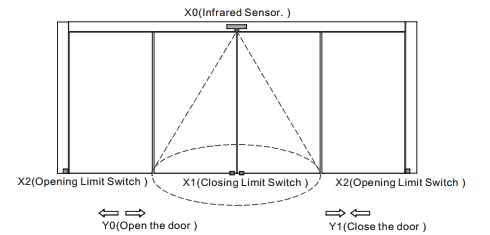 X0(Infrared Sensor. )
X2(Opening Limit Switch )
X1(Closing Limit Switch )
X2(Opening Limit Switch )
Y0(Open the door )
Y1(Close the door )